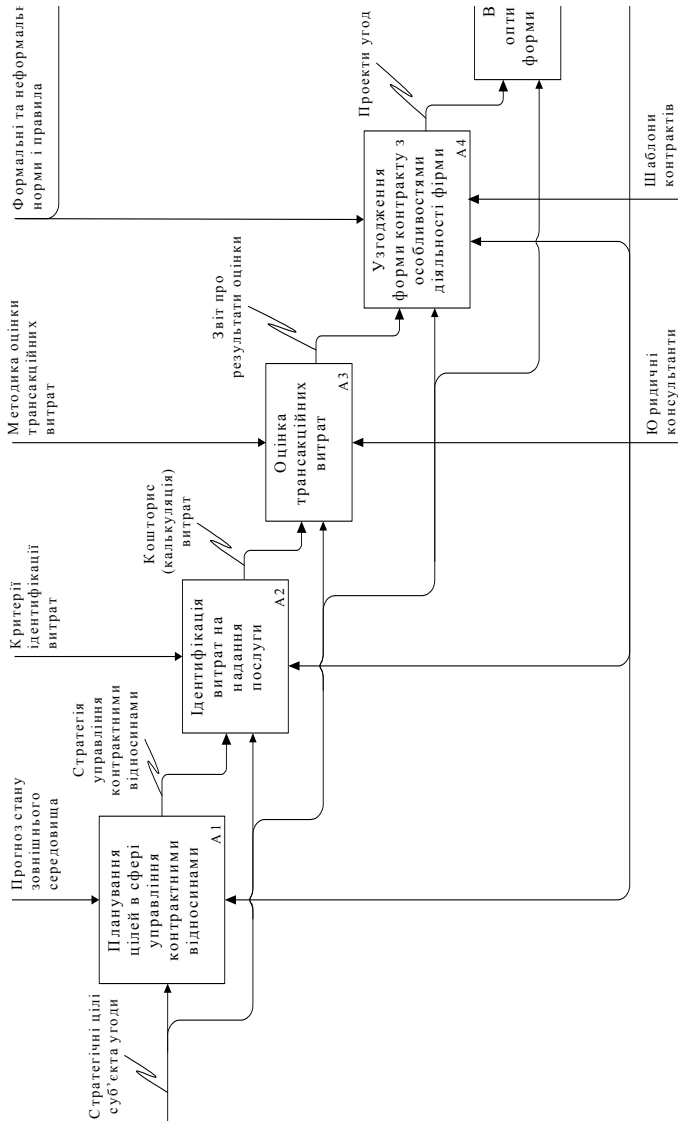 Прогноз стану
зовнішнього
середовища
Критерії
ідентифікації
витрат
Методика оцінки
трансакційних
витрат
Формальні та неформальн
норми і правила
Стратегічні цілі
суб’єкта угоди
Планування
цілей в сфері
управління
контрактними
відносинами
А1
Стратегія
управління
контрактними
відносинами
Ідентифікація
витрат на
надання
послуги
А2
Кошторис
(калькуляція)
витрат
Оцінка
трансакційних
витрат
А3
Звіт про
результати оцінки
Узгодження
форми контракту з
особливостями
діяльності фірми
А4
Проекти угод
В
опти
форми
Юридичні
консультанти
Шаблони
контрактів